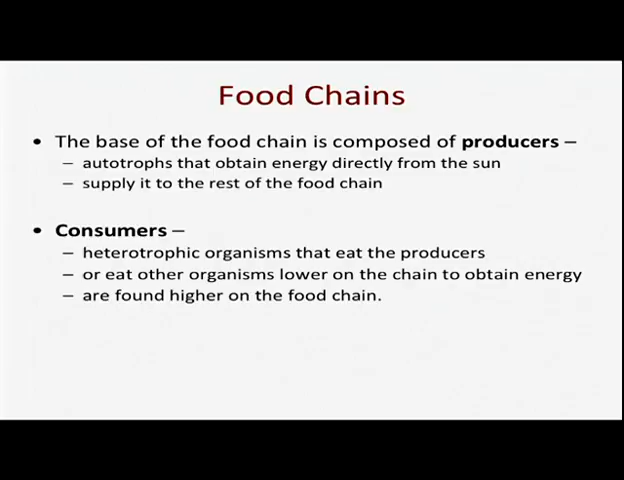 Food Chains
• The base of the food chain is composed of producers –
– autotrophs that obtain energy directly from the sun
– supply it to the rest of the food chain
• Consumers –
– heterotrophic organisms that eat the producers
– or eat other organisms lower on the chain to obtain energy
– are found higher on the food chain.